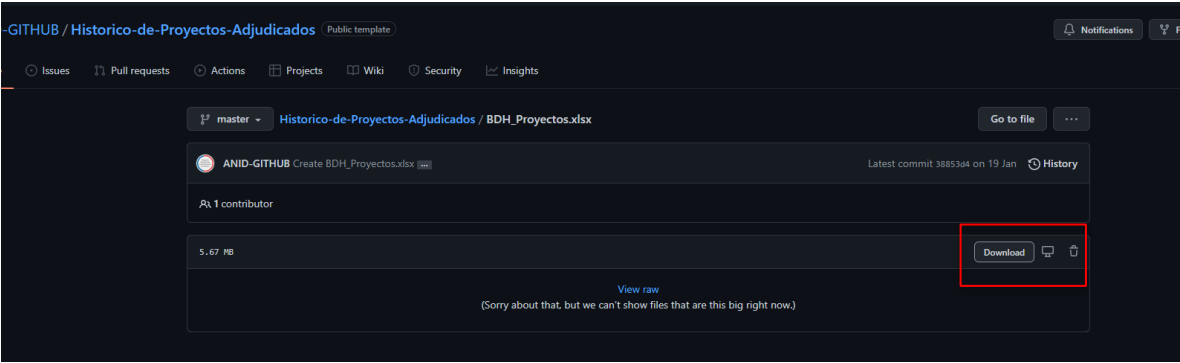 -GITHUB / Historico-de-Proyectos-Adjudicados Public template
Notifications
Issues Pull requests Actions Projects Wiki Security Insights
master Historico-de-Proyectos-Adjudicados / BDH_Proyectos.xlsx Go to file ...
ANID-GITHUB Create BDH_Proyectos.xlsx ... Latest commit 38853d4 on 19 Jan History
1 contributor
5.67 MB Download
View raw
(Sorry about that, but we can't show files that are this big right now.)